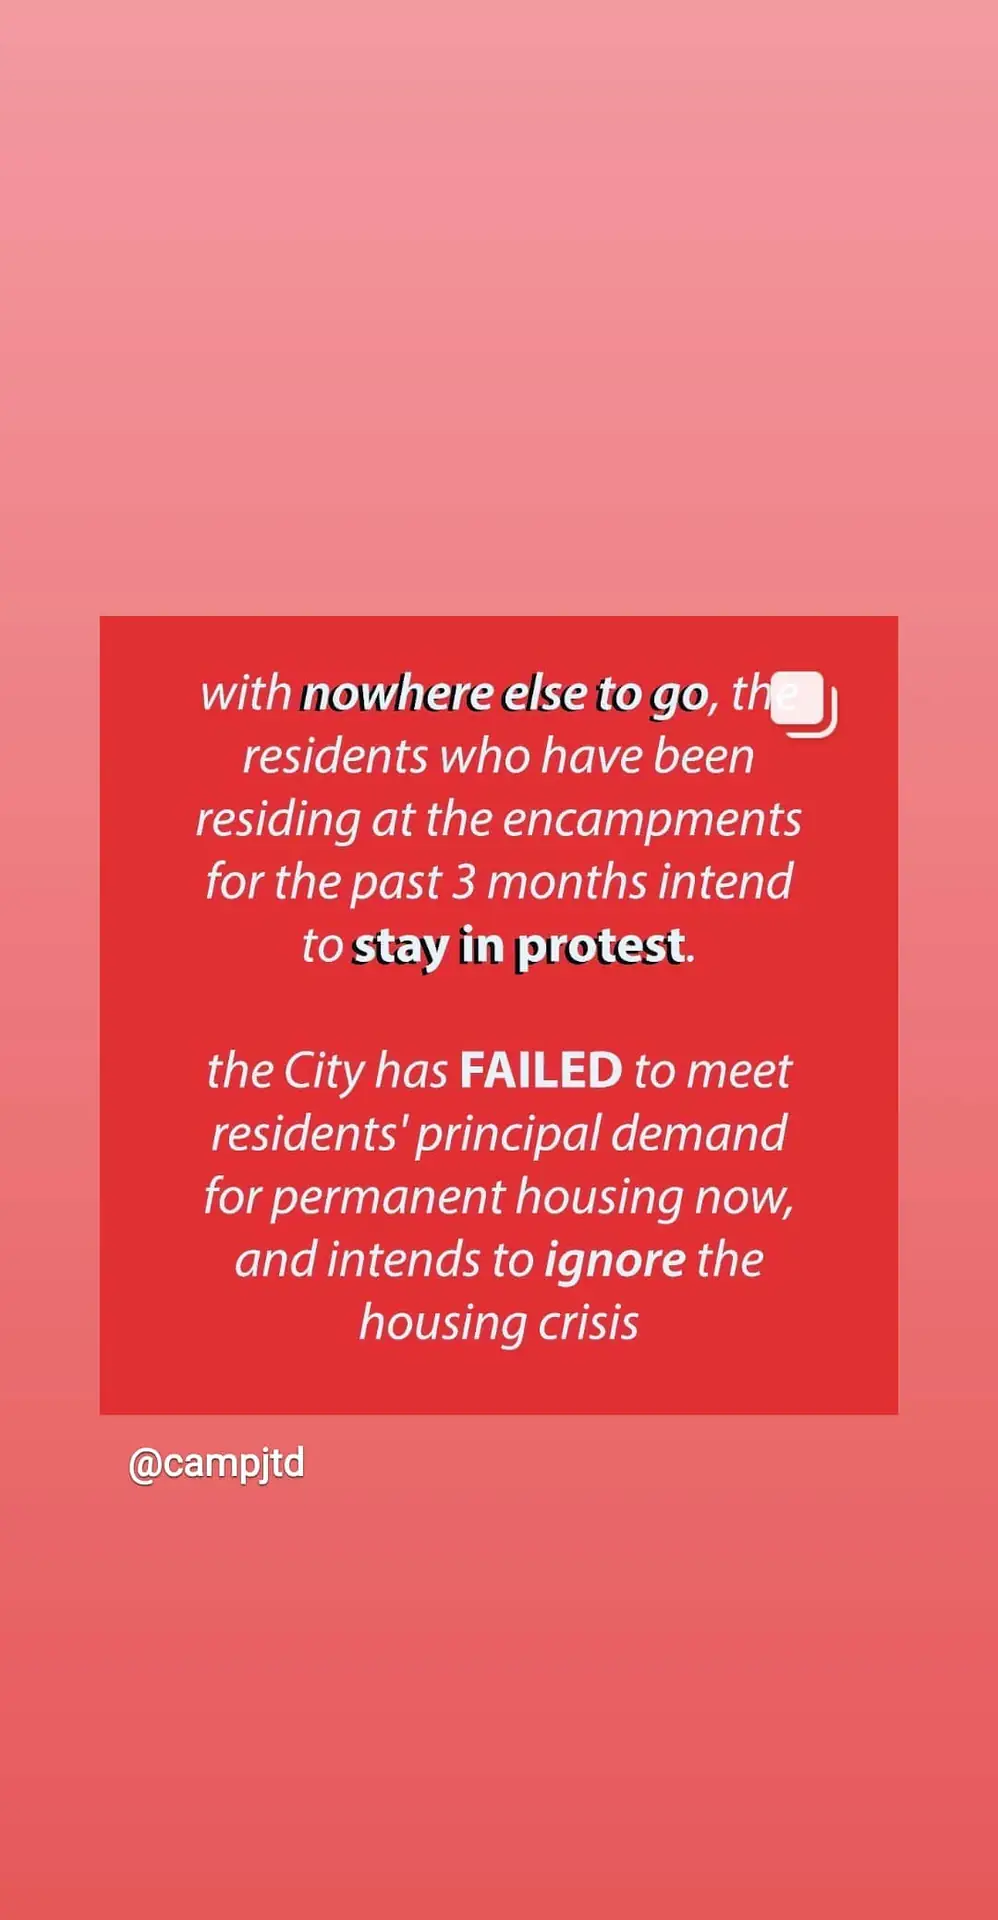 with nowhere else to go, the
residents who have been
residing at the encampments
for the past 3 months intend
to stay in protest.
the City has FAILED to meet
residents' principal demand
for permanent housing now,
and intends to ignore the
housing crisis
@campjtd